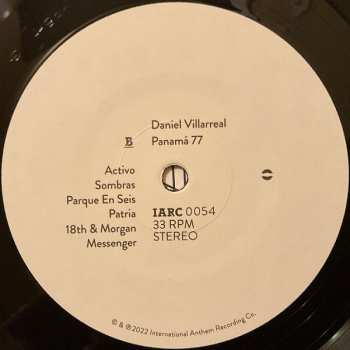 Daniel Villarreal
B Panamá 77
Activo
Sombras
Parque En Seis
Patria
18th & Morgan
Messenger
IARC 0054
33 RPM
STEREO
© & ℗ 2022 International Anthem Recording Co.